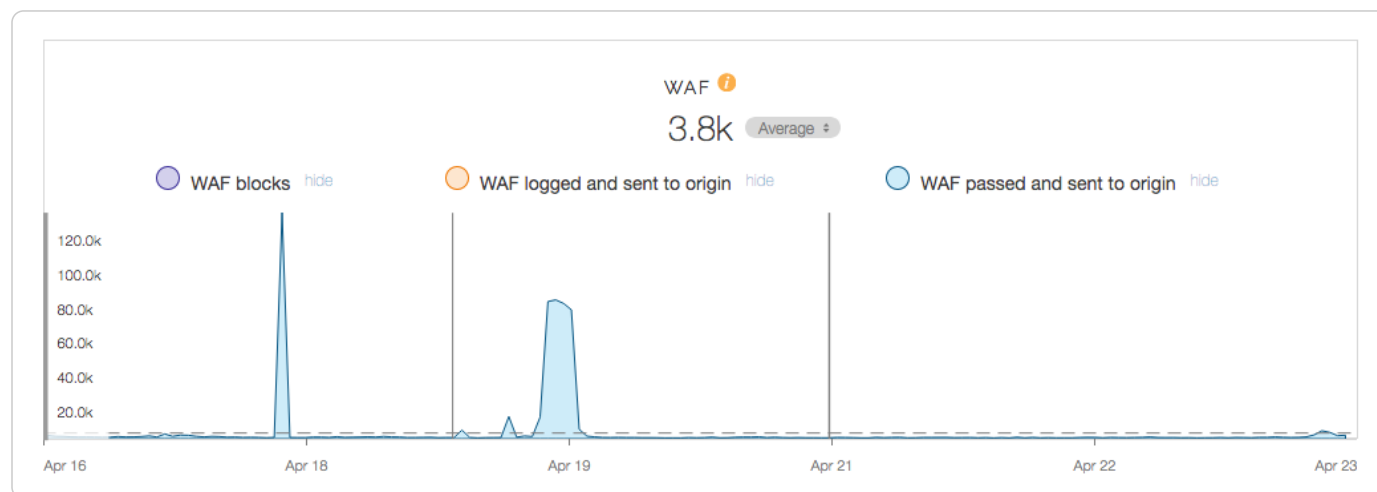 WAF i
3.8k Average
WAF blocks hide WAF logged and sent to origin hide WAF passed and sent to origin hide
120.0k
100.0k
80.0k
60.0k
40.0k
20.0k
Apr 16 Apr 18 Apr 19 Apr 21 Apr 22 Apr 23